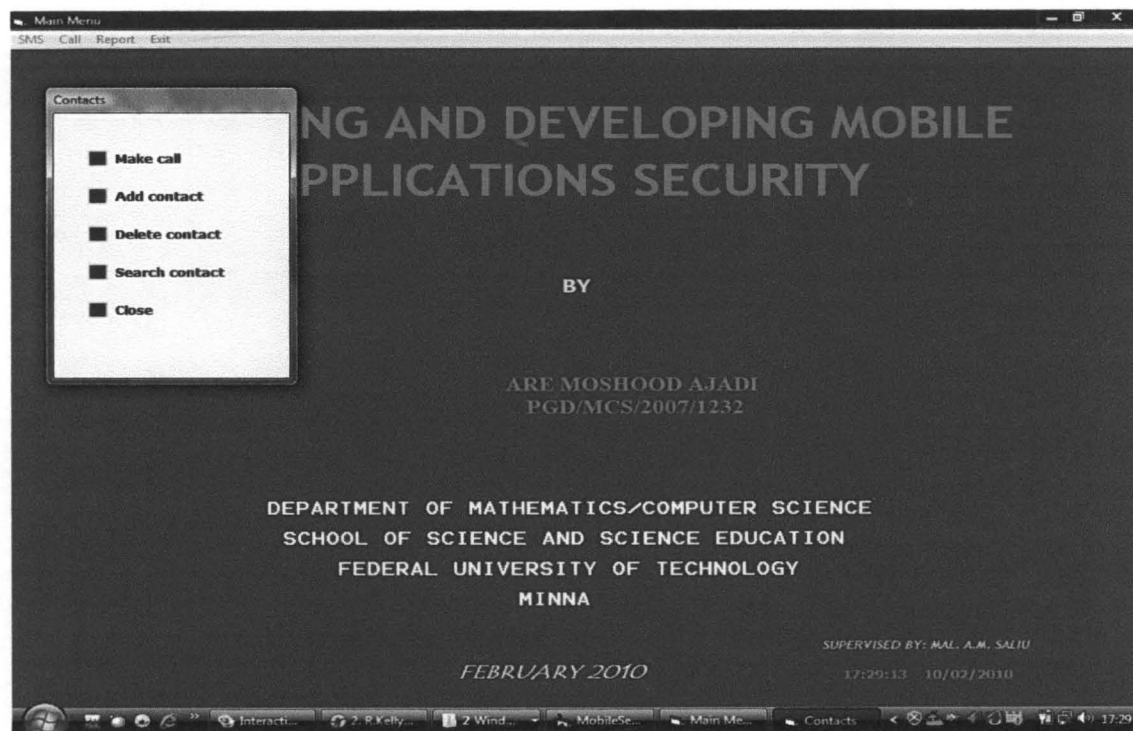 Main Menu
SMS Call Report Exit
Contacts
NG AND DEVELOPING MOBILE
PPLICATIONS SECURITY
Make call
Add contact
Delete contact
Search contact
Close
BY
ARE MOSHOOD AJADI
PGD/MCS/2007/1232
DEPARTMENT OF MATHEMATICS/COMPUTER SCIENCE
SCHOOL OF SCIENCE AND SCIENCE EDUCATION
FEDERAL UNIVERSITY OF TECHNOLOGY
MINNA
SUPERVISED BY: MAL. A.M. SALIU
FEBRUARY 2010
17:29:13 10/02/2010
Interacti... 2. R.Kelly... 2 Wind... MobileSe... Main Me... Contacts 17:29